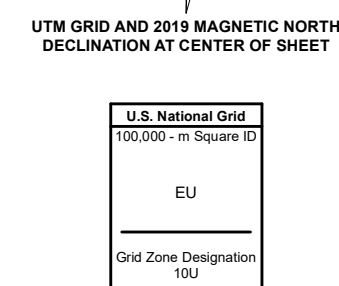 UTM GRID AND 2019 MAGNETIC NORTH
DECLINATION AT CENTER OF SHEET
U.S. National Grid
100,000 - m Square ID
EU
Grid Zone Designation
10U